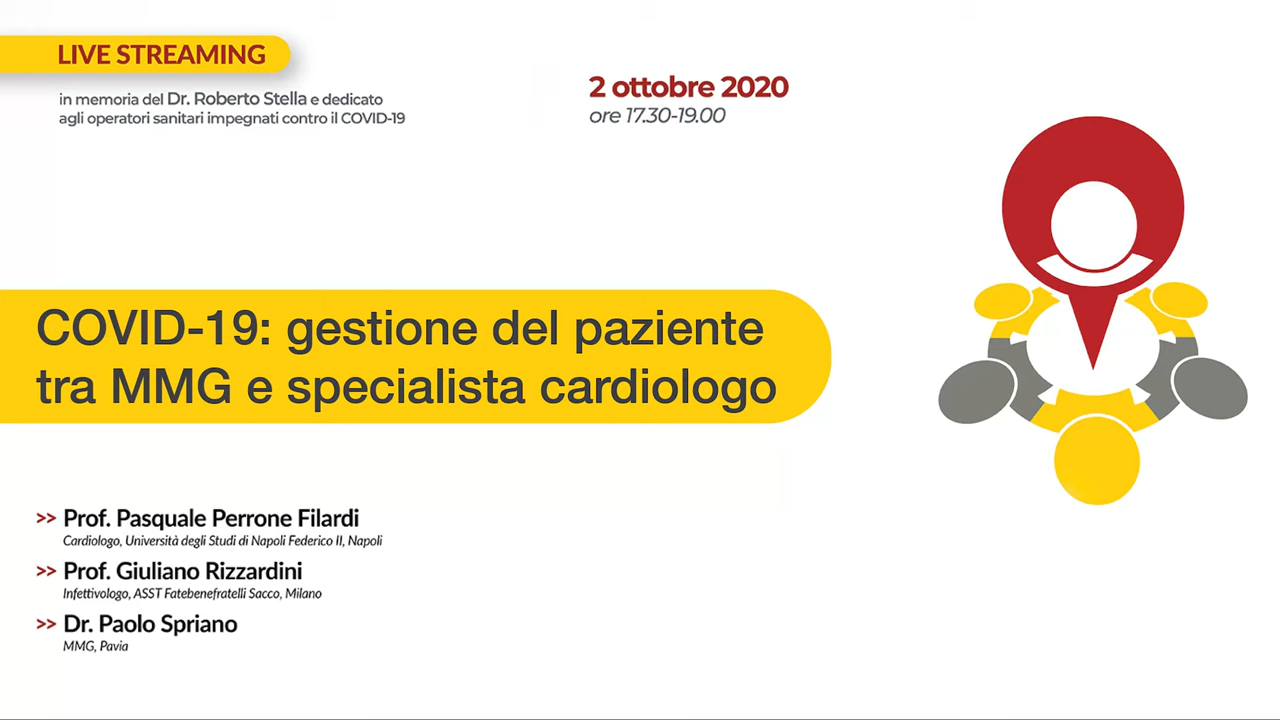 LIVE STREAMING
in memoria del Dr. Roberto Stella e dedicato
agli operatori sanitari impegnati contro il COVID-19
2 ottobre 2020
ore 17.30-19.00
COVID-19: gestione del paziente
tra MMG e specialista cardiologo
>> Prof. Pasquale Perrone Filardi
Cardiologo, Università degli Studi di Napoli Federico II, Napoli
>> Prof. Giuliano Rizzardini
Infettivologo, ASST Fatebenefratelli Sacco, Milano
>> Dr. Paolo Spriano
MMG, Pavia